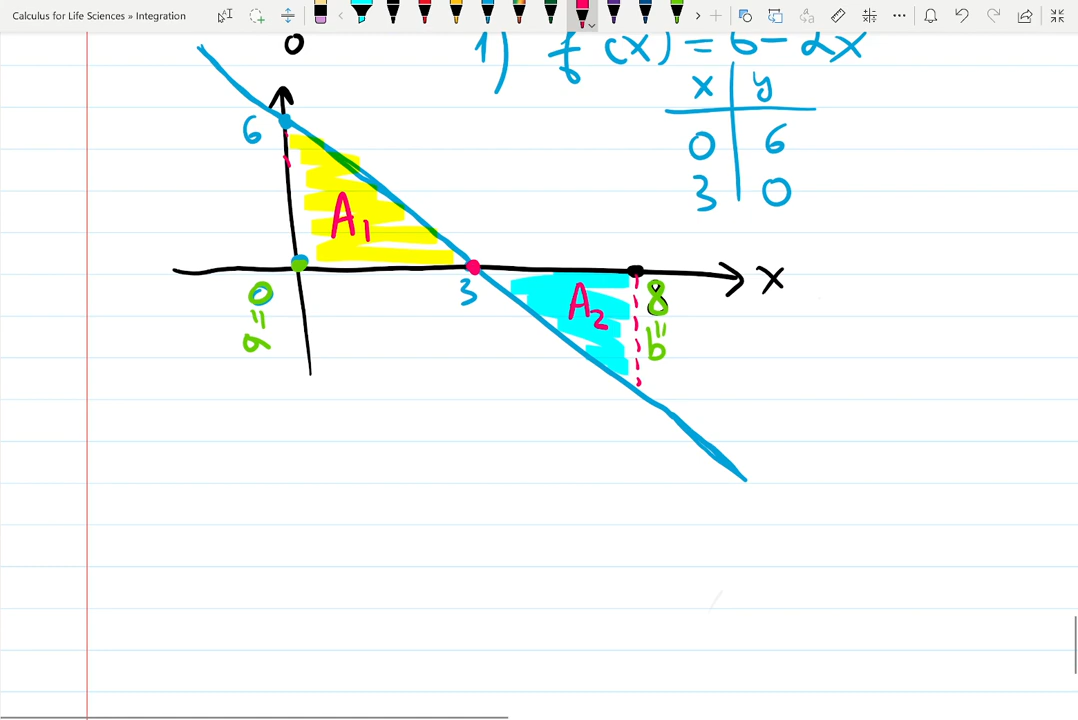 Calculus for Life Sciences » Integration
0
1) f(x) = 6 - 2x
x y
6
0 6
3 0
A1
x
3
0 = a
A2
8 = b